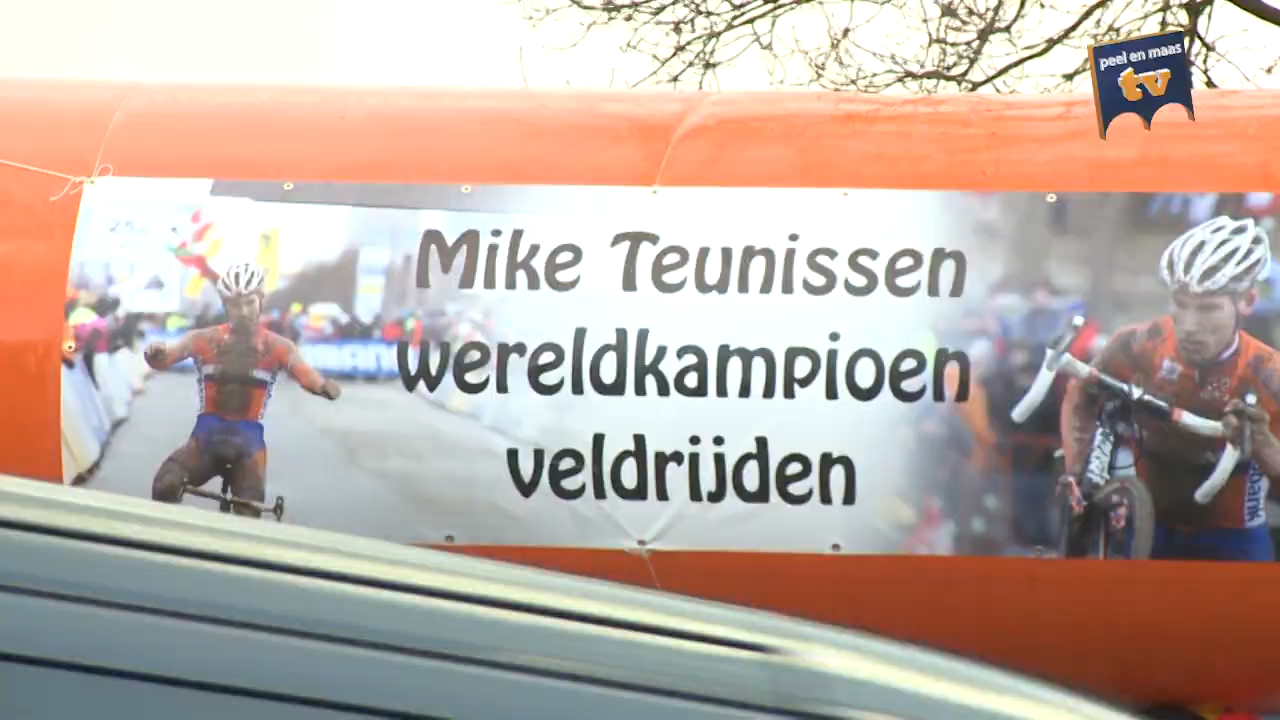 peel en maas
tv
Mike Teunissen
wereldkampioen
veldrijden